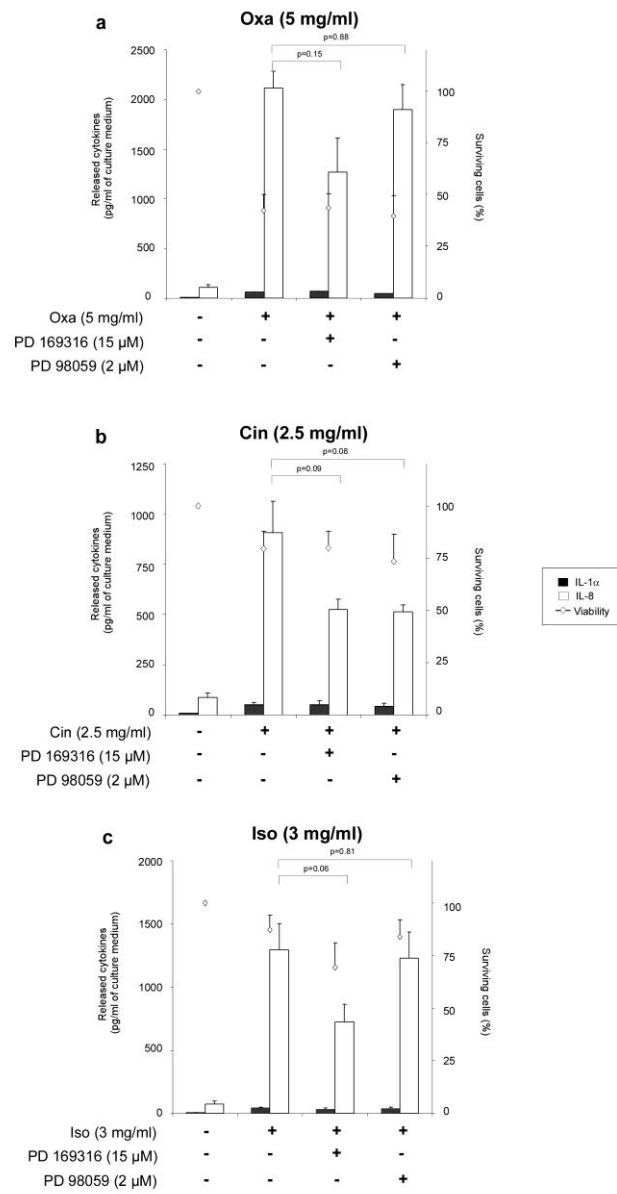 a
Oxa (5 mg/ml)
p=0.88
p=0.15
2500
2000
1500
1000
500
0
Released cytokines
(pg/ml of culture medium)
100
75
50
25
0
Surviving cells (%)
Oxa (5 mg/ml) - + + +
PD 169316 (15 µM) - - + -
PD 98059 (2 µM) - - - +
b
Cin (2.5 mg/ml)
p=0.08
p=0.09
1250
1000
750
500
250
0
Released cytokines
(pg/ml of culture medium)
100
75
50
25
0
Surviving cells (%)
IL-1α
IL-8
Viability
Cin (2.5 mg/ml) - + + +
PD 169316 (15 µM) - - + -
PD 98059 (2 µM) - - - +
c
Iso (3 mg/ml)
p=0.81
p=0.06
2000
1500
1000
500
0
Released cytokines
(pg/ml of culture medium)
100
75
50
25
0
Surviving cells (%)
Iso (3 mg/ml) - + + +
PD 169316 (15 µM) - - + -
PD 98059 (2 µM) - - - +